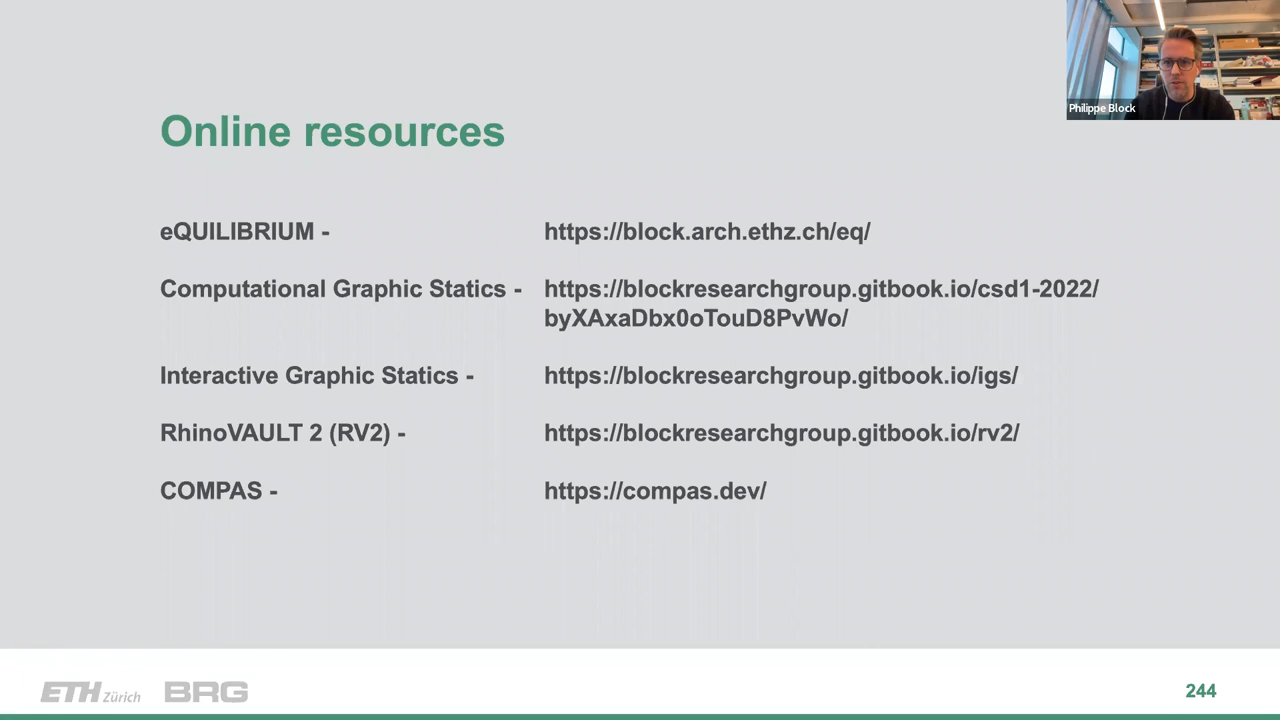 Philippe Block
Online resources
eQUILIBRIUM - https://block.arch.ethz.ch/eq/
Computational Graphic Statics - https://blockresearchgroup.gitbook.io/csd1-2022/
byXAxaDbx0oTouD8PvWo/
Interactive Graphic Statics - https://blockresearchgroup.gitbook.io/igs/
RhinoVAULT 2 (RV2) - https://blockresearchgroup.gitbook.io/rv2/
COMPAS - https://compas.dev/
ETH Zürich BRG
244